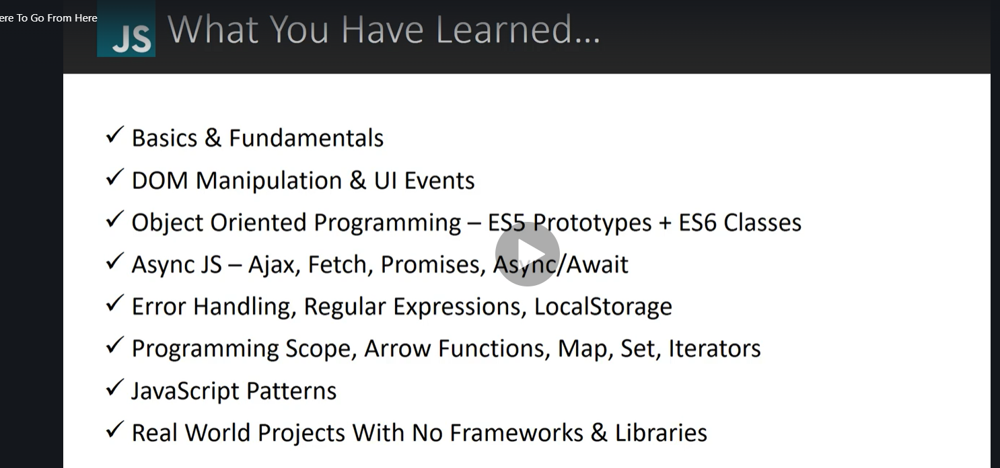 ere To Go From Here
JS What You Have Learned...
✓ Basics & Fundamentals
✓ DOM Manipulation & UI Events
✓ Object Oriented Programming – ES5 Prototypes + ES6 Classes
✓ Async JS – Ajax, Fetch, Promises, Async/Await
✓ Error Handling, Regular Expressions, LocalStorage
✓ Programming Scope, Arrow Functions, Map, Set, Iterators
✓ JavaScript Patterns
✓ Real World Projects With No Frameworks & Libraries